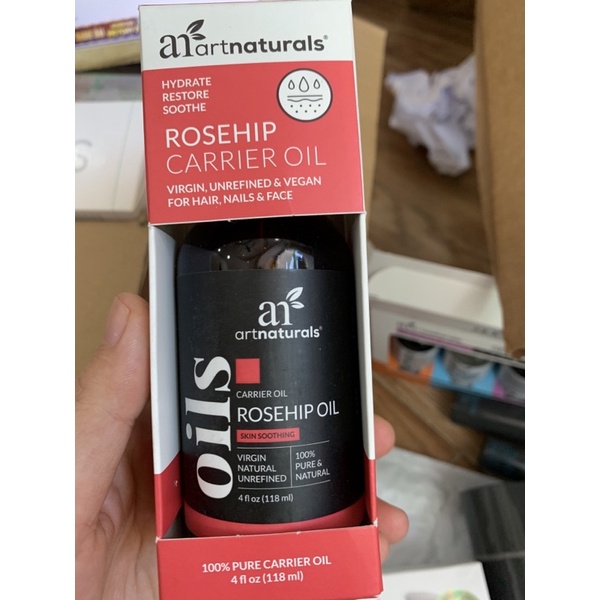 an artnaturals®
HYDRATE
RESTORE
SOOTHE
ROSEHIP
CARRIER OIL
VIRGIN, UNREFINED & VEGAN
FOR HAIR, NAILS & FACE
an
artnaturals®
oils
CARRIER OIL
ROSEHIP OIL
SKIN SOOTHING
VIRGIN
NATURAL
UNREFINED
100%
PURE &
NATURAL
4 fl oz (118 ml)
100% PURE CARRIER OIL
4 fl oz (118 ml)